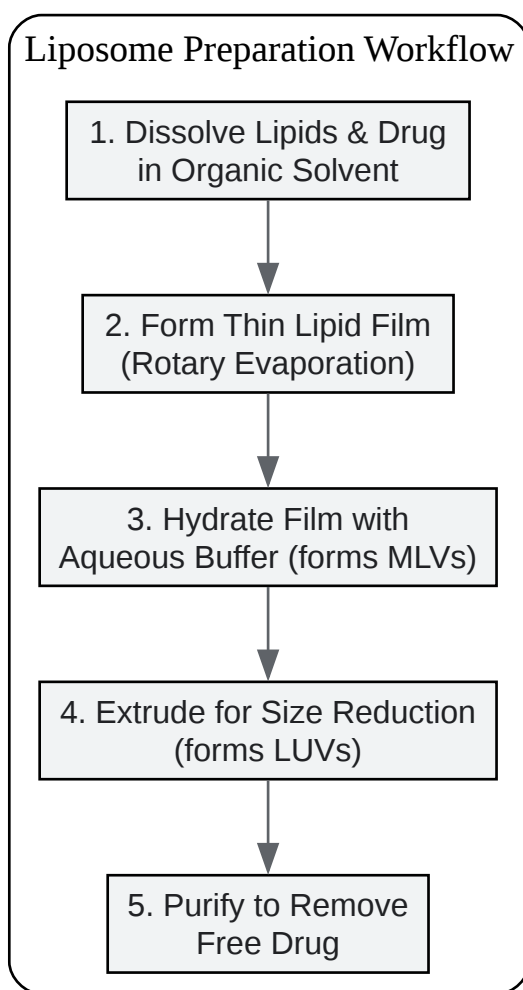 Liposome Preparation Workflow
1. Dissolve Lipids & Drug
in Organic Solvent
2. Form Thin Lipid Film
(Rotary Evaporation)
3. Hydrate Film with
Aqueous Buffer (forms MLVs)
4. Extrude for Size Reduction
(forms LUVs)
5. Purify to Remove
Free Drug